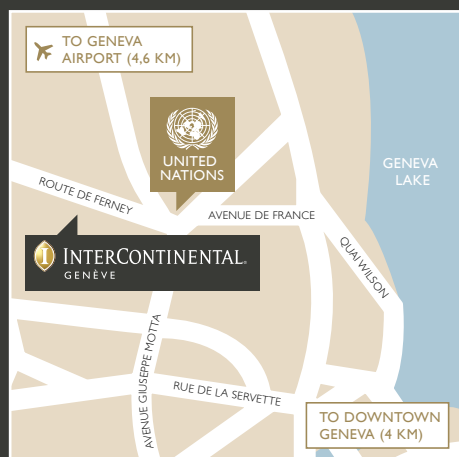 TO GENEVA
AIRPORT (4,6 KM)
UNITED
NATIONS
GENEVA
LAKE
ROUTE DE FERNEY
AVENUE DE FRANCE
QUAI WILSON
INTERCONTINENTAL.
GENÈVE
AVENUE GIUSEPPE MOTTA
RUE DE LA SERVETTE
TO DOWNTOWN
GENEVA (4 KM)